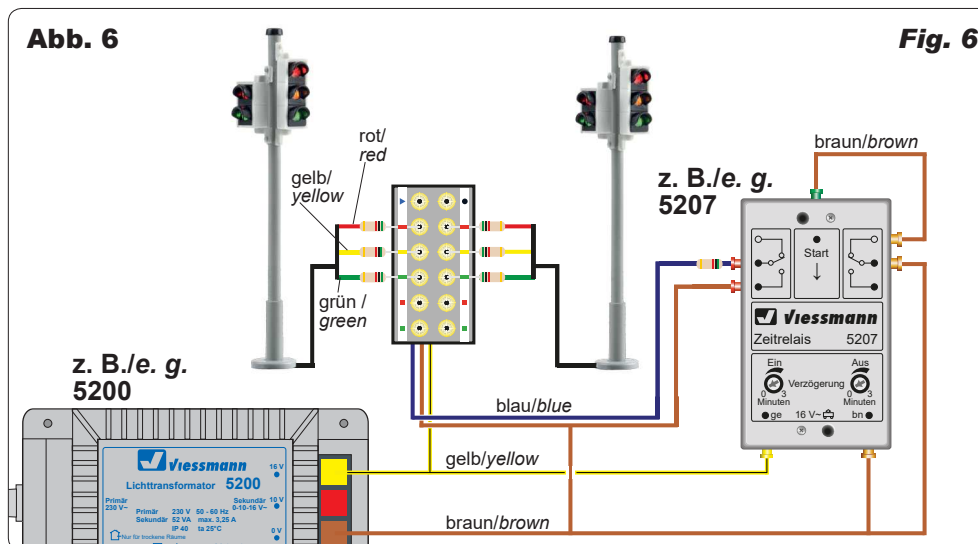 Abb. 6
Fig. 6
rot/
red
gelb/
yellow
grün /
green
braun/brown
z. B./e. g.
5207
Start
↓
Viessmann
Zeitrelais 5207
Ein
Aus
Verzögerung
0 3
0 3
Minuten
Minuten
ge 16 V~ bn
z. B./e. g.
5200
blau/blue
gelb/yellow
braun/brown
Viessmann
Lichttransformator 5200
16 V
Primär
230 V~
Sekundär
0-10-16 V~
10 V
Primär 230 V 50 - 60 Hz
Sekundär 52 VA max. 3,25 A
IP 40 ta 25°C
0 V
Nur für trockene Räume